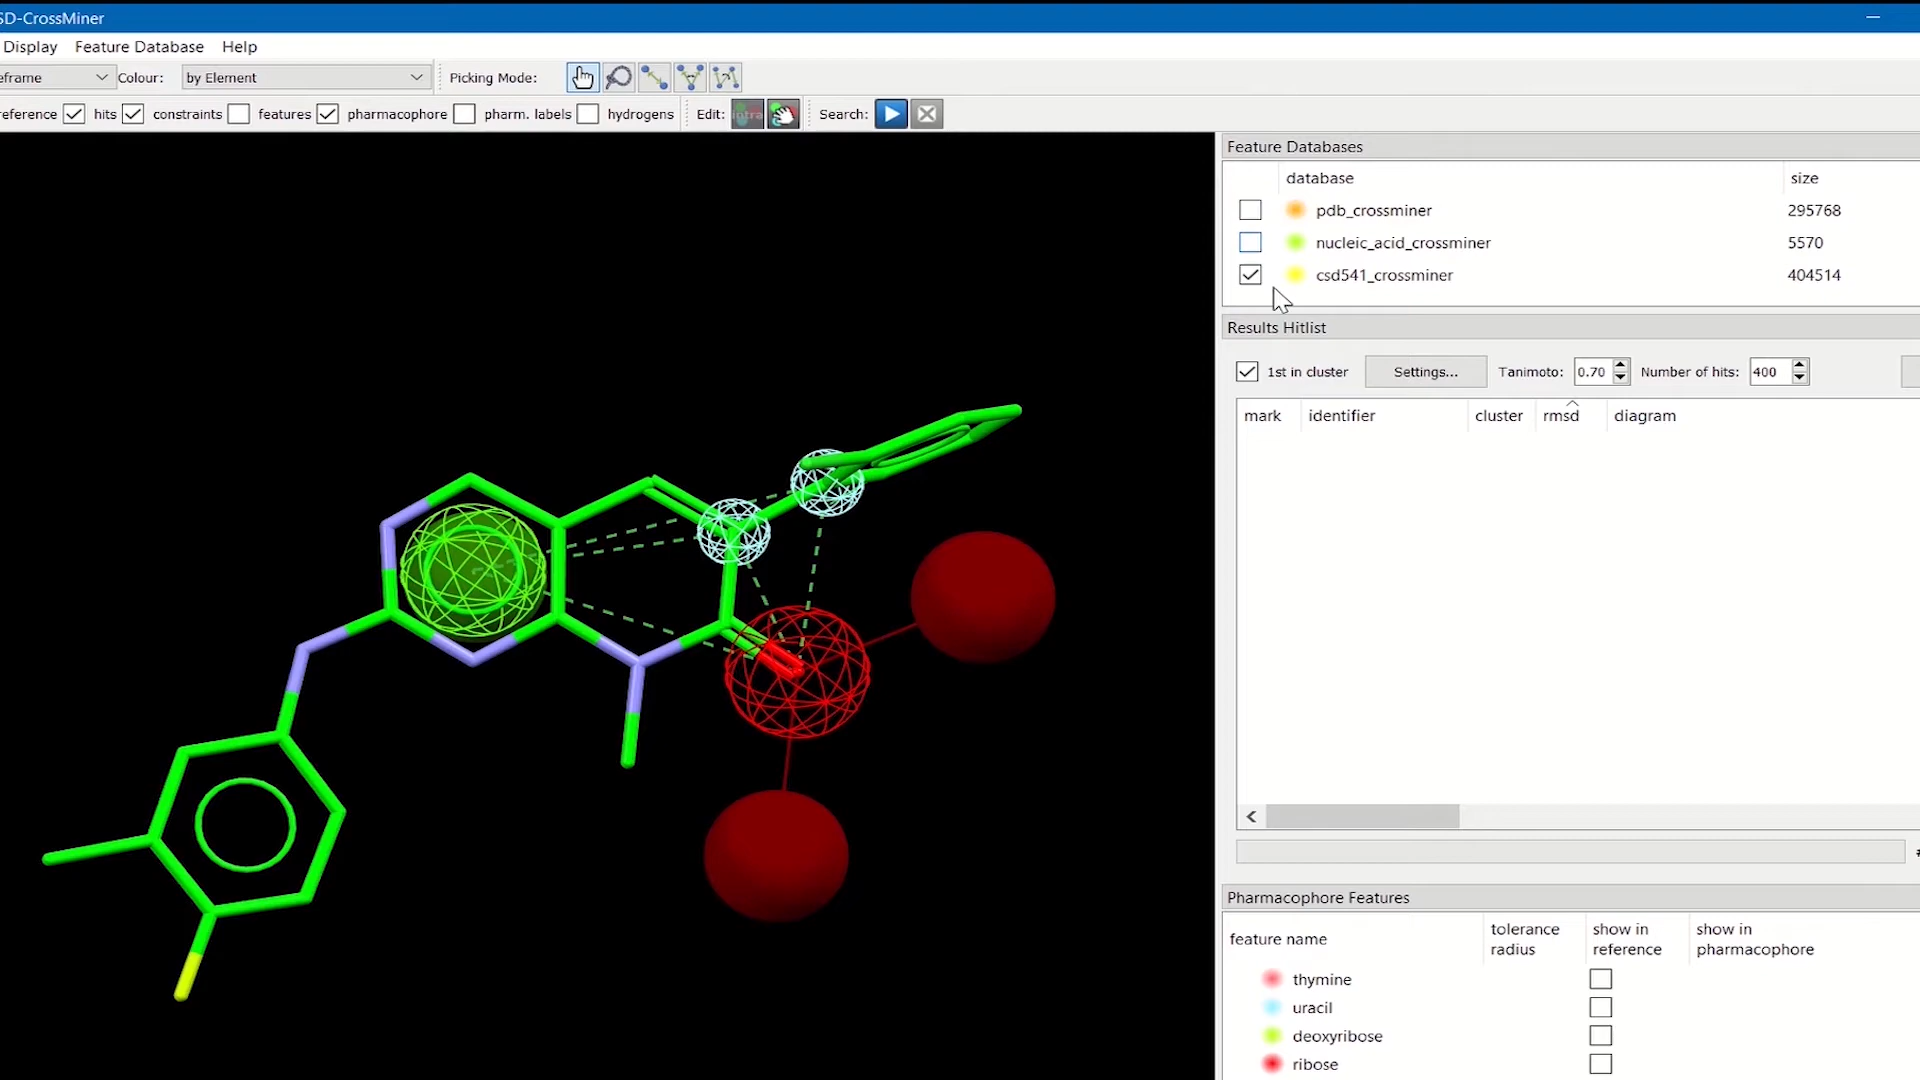 SD-CrossMiner
Display Feature Database Help
eframe Colour: by Element Picking Mode:
eference hits constraints features pharmacophore pharm. labels hydrogens Edit: intra Search:
Feature Databases
database size
pdb_crossminer 295768
nucleic_acid_crossminer 5570
csd541_crossminer 404514
Results Hitlist
1st in cluster Settings... Tanimoto: 0.70 Number of hits: 400
mark identifier cluster rmsd diagram
Pharmacophore Features
feature name tolerance radius show in reference show in pharmacophore
thymine
uracil
deoxyribose
ribose